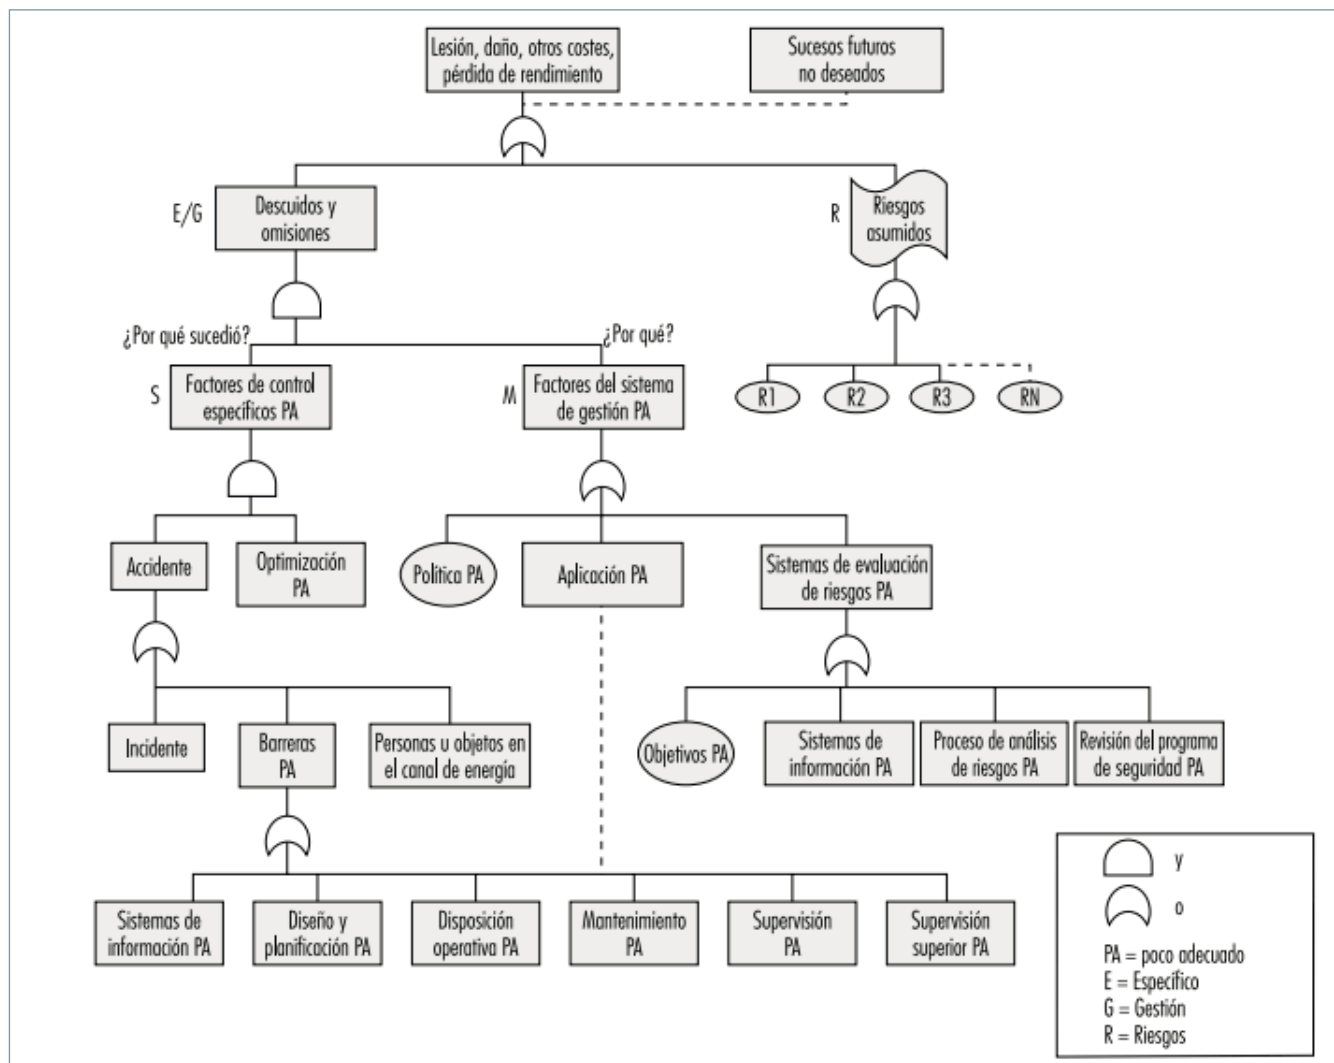 Lesión, daño, otros costes,
pérdida de rendimiento
Sucesos futuros
no deseados
E/G
Descuidos y
omisiones
R
Riesgos
asumidos
¿Por qué sucedió?
¿Por qué?
S
Factores de control
específicos PA
M
Factores del sistema
de gestión PA
R1
R2
R3
RN
Accidente
Optimización
PA
Política PA
Aplicación PA
Sistemas de evaluación
de riesgos PA
Incidente
Barreras
PA
Personas u objetos en
el canal de energía
Objetivos PA
Sistemas de
información PA
Proceso de análisis
de riesgos PA
Revisión del programa
de seguridad PA
Sistemas de
información PA
Diseño y
planificación PA
Disposición
operativa PA
Mantenimiento
PA
Supervisión
PA
Supervisión
superior PA
y
o
PA = poco adecuado
E = Específico
G = Gestión
R = Riesgos